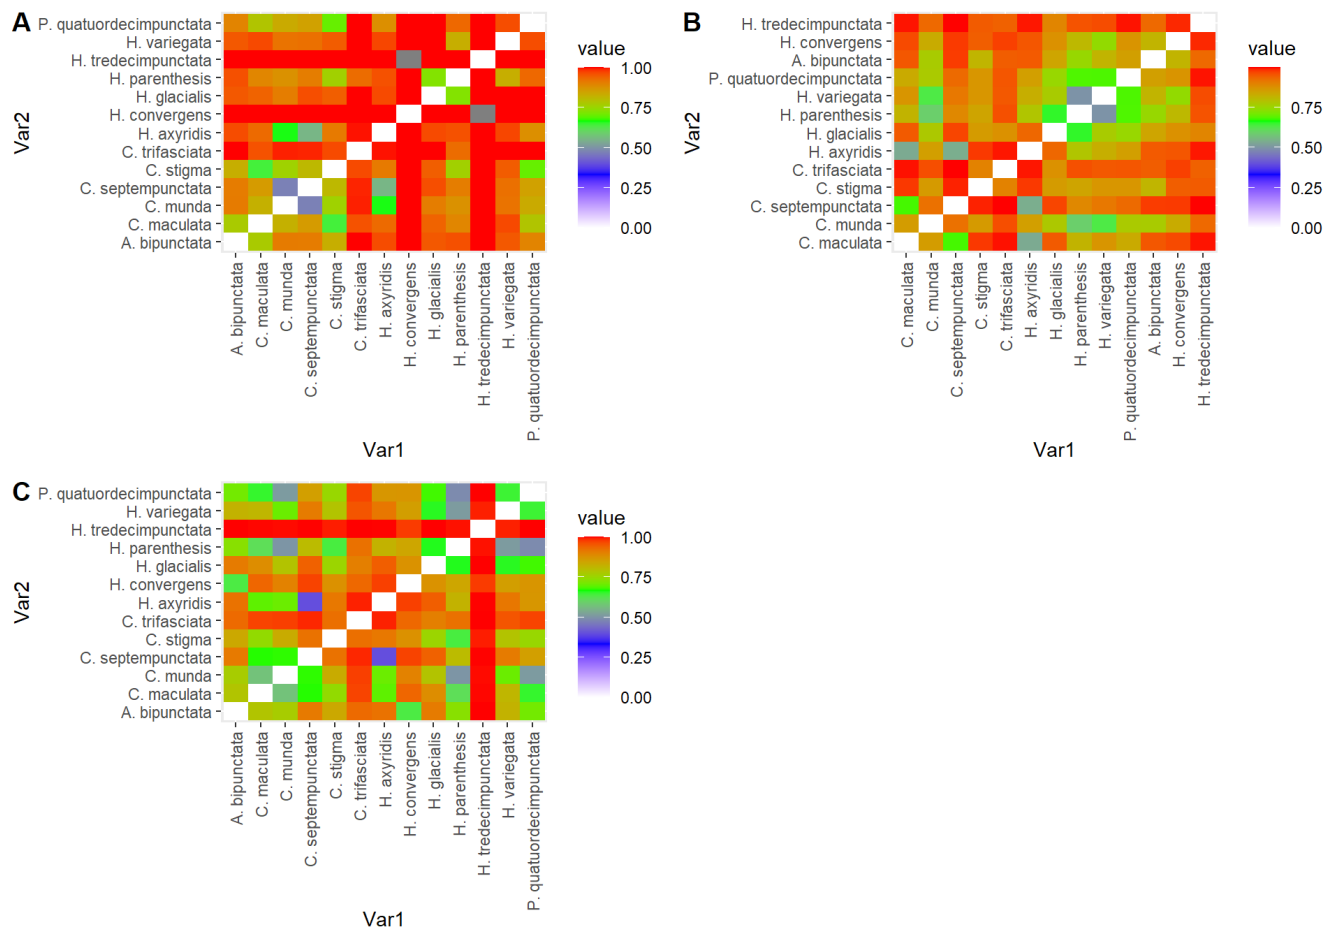 A
P. quatuordecimpunctata
H. variegata
H. tredecimpunctata
H. parenthesis
H. glacialis
H. convergens
H. axyridis
C. trifasciata
C. stigma
C. septempunctata
C. munda
C. maculata
A. bipunctata
Var2
A. bipunctata
C. maculata
C. munda
C. septempunctata
C. stigma
C. trifasciata
H. axyridis
H. convergens
H. glacialis
H. parenthesis
H. tredecimpunctata
H. variegata
P. quatuordecimpunctata
Var1
value
1.00
0.75
0.50
0.25
0.00
B
H. tredecimpunctata
H. convergens
A. bipunctata
P. quatuordecimpunctata
H. variegata
H. parenthesis
H. glacialis
H. axyridis
C. trifasciata
C. stigma
C. septempunctata
C. munda
C. maculata
Var2
C. maculata
C. munda
C. septempunctata
C. stigma
C. trifasciata
H. axyridis
H. glacialis
H. parenthesis
H. variegata
P. quatuordecimpunctata
A. bipunctata
H. convergens
H. tredecimpunctata
Var1
value
0.75
0.50
0.25
0.00
C
P. quatuordecimpunctata
H. variegata
H. tredecimpunctata
H. parenthesis
H. glacialis
H. convergens
H. axyridis
C. trifasciata
C. stigma
C. septempunctata
C. munda
C. maculata
A. bipunctata
Var2
A. bipunctata
C. maculata
C. munda
C. septempunctata
C. stigma
C. trifasciata
H. axyridis
H. convergens
H. glacialis
H. parenthesis
H. tredecimpunctata
H. variegata
P. quatuordecimpunctata
Var1
value
1.00
0.75
0.50
0.25
0.00